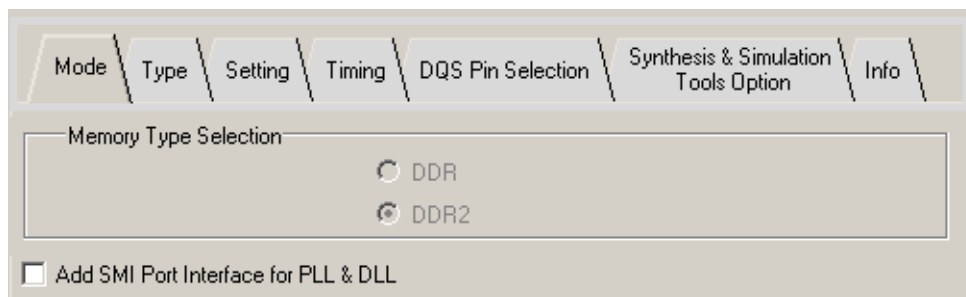 Mode
Type
Setting
Timing
DQS Pin Selection
Synthesis & Simulation
Tools Option
Info
Memory Type Selection
DDR
DDR2
Add SMI Port Interface for PLL & DLL